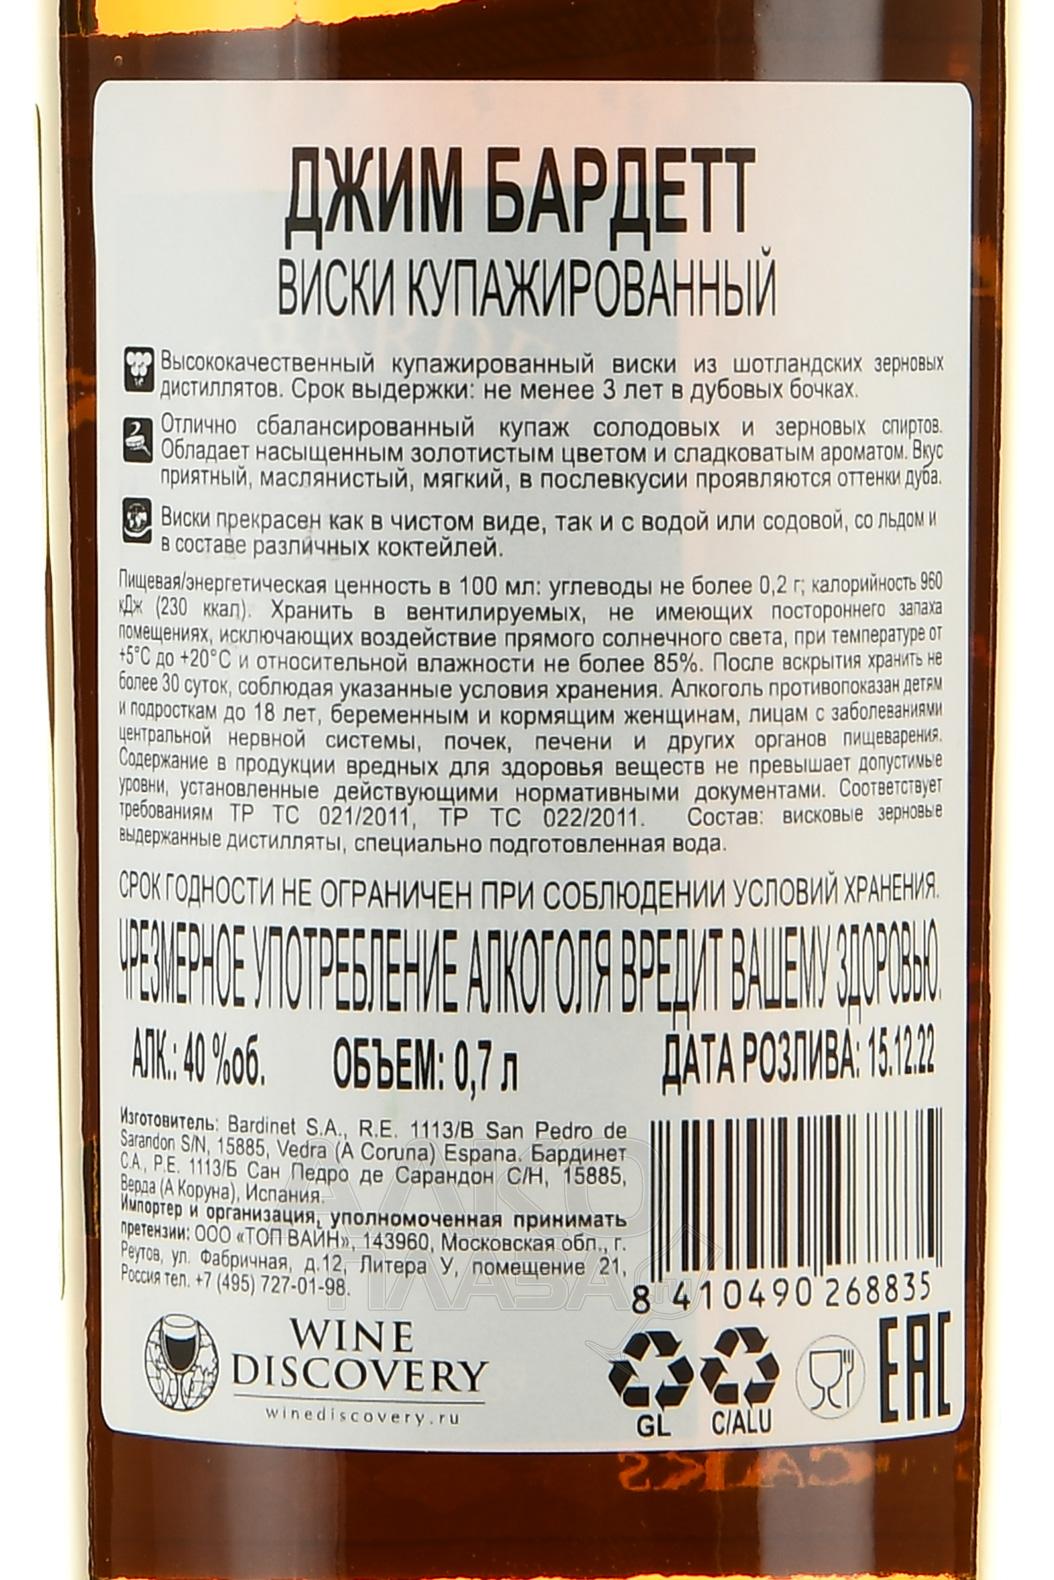 ДЖИМ БАРДЕТТ
ВИСКИ КУПАЖИРОВАННЫЙ
Высококачественный купажированный виски из шотландских зерновых
дистиллятов. Срок выдержки: не менее 3 лет в дубовых бочках.
Отлично сбалансированный купаж солодовых и зерновых спиртов.
Обладает насыщенным золотистым цветом и сладковатым ароматом. Вкус
приятный, маслянистый, мягкий, в послевкусии проявляются оттенки дуба.
Виски прекрасен как в чистом виде, так и с водой или содовой, со льдом и
в составе различных коктейлей.
Пищевая/энергетическая ценность в 100 мл: углеводы не более 0,2 г; калорийность 960
кДж (230 ккал). Хранить в вентилируемых, не имеющих постороннего запаха
помещениях, исключающих воздействие прямого солнечного света, при температуре от
+5°С до +20°С и относительной влажности не более 85%. После вскрытия хранить не
более 30 суток, соблюдая указанные условия хранения. Алкоголь противопоказан детям
и подросткам до 18 лет, беременным и кормящим женщинам, лицам с заболеваниями
центральной нервной системы, почек, печени и других органов пищеварения.
Содержание в продукции вредных для здоровья веществ не превышает допустимые
уровни, установленные действующими нормативными документами. Соответствует
требованиям ТР ТС 021/2011, ТР ТС 022/2011. Состав: висковые зерновые
выдержанные дистилляты, специально подготовленная вода.
СРОК ГОДНОСТИ НЕ ОГРАНИЧЕН ПРИ СОБЛЮДЕНИИ УСЛОВИЙ ХРАНЕНИЯ.
ЧРЕЗМЕРНОЕ УПОТРЕБЛЕНИЕ АЛКОГОЛЯ ВРЕДИТ ВАШЕМУ ЗДОРОВЬЮ.
АЛК.: 40 %об. ОБЪЕМ: 0,7 л ДАТА РОЗЛИВА: 15.12.22
Изготовитель: Bardinet S.A., R.E. 1113/B San Pedro de
Sarandon S/N, 15885, Vedra (A Coruna) Espana. Бардинет
С.А., Р.Е. 1113/Б Сан Педро де Сарандон С/Н, 15885,
Верда (А Коруна), Испания.
Импортер и организация, уполномоченная принимать
претензии: ООО «ТОП ВАЙН», 143960, Московская обл., г.
Реутов, ул. Фабричная, д.12, Литера У, помещение 21,
Россия тел. +7 (495) 727-01-98.
8 410490 268835
WINE
DISCOVERY
winediscovery.ru
GL
C/ALU
EAC
АЛКО
ПЛАЗА.ru